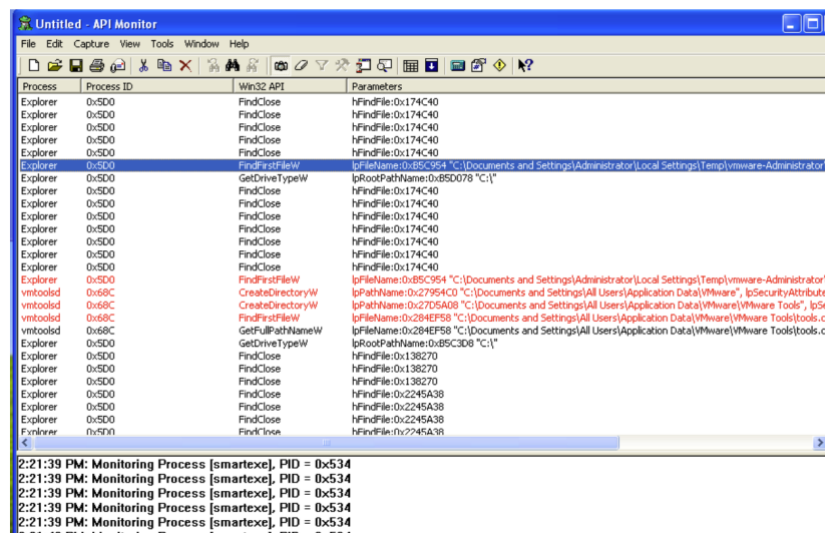 Untitled - API Monitor
File Edit Capture View Tools Window Help
Process Process ID Win32 API Parameters
Explorer 0x5D0 FindClose hFindFile:0x174C40
Explorer 0x5D0 FindClose hFindFile:0x174C40
Explorer 0x5D0 FindClose hFindFile:0x174C40
Explorer 0x5D0 FindClose hFindFile:0x174C40
Explorer 0x5D0 FindClose hFindFile:0x174C40
Explorer 0x5D0 FindFirstFileW lpFileName:0xB5C954 "C:\Documents and Settings\Administrator\Local Settings\Temp\vmware-Administrator
Explorer 0x5D0 GetDriveTypeW lpRootPathName:0xB5D078 "C:\"
Explorer 0x5D0 FindClose hFindFile:0x174C40
Explorer 0x5D0 FindClose hFindFile:0x174C40
Explorer 0x5D0 FindClose hFindFile:0x174C40
Explorer 0x5D0 FindClose hFindFile:0x174C40
Explorer 0x5D0 FindClose hFindFile:0x174C40
Explorer 0x5D0 FindClose hFindFile:0x174C40
Explorer 0x5D0 FindClose hFindFile:0x174C40
Explorer 0x5D0 FindFirstFileW lpFileName:0xB5C954 "C:\Documents and Settings\Administrator\Local Settings\Temp\vmware-Administrator
vmtoolsd 0x68C CreateDirectoryW lpPathName:0x27954C0 "C:\Documents and Settings\All Users\Application Data\VMware", lpSecurityAttribute
vmtoolsd 0x68C CreateDirectoryW lpPathName:0x27D5A08 "C:\Documents and Settings\All Users\Application Data\VMware\VMware Tools", lpSe
vmtoolsd 0x68C FindFirstFileW lpFileName:0x284EF58 "C:\Documents and Settings\All Users\Application Data\VMware\VMware Tools\tools.c
vmtoolsd 0x68C GetFullPathNameW lpFileName:0x284EF58 "C:\Documents and Settings\All Users\Application Data\VMware\VMware Tools\tools.c
Explorer 0x5D0 GetDriveTypeW lpRootPathName:0xB5C3D8 "C:\"
Explorer 0x5D0 FindClose hFindFile:0x138270
Explorer 0x5D0 FindClose hFindFile:0x138270
Explorer 0x5D0 FindClose hFindFile:0x138270
Explorer 0x5D0 FindClose hFindFile:0x2245A38
Explorer 0x5D0 FindClose hFindFile:0x2245A38
Explorer 0x5D0 FindClose hFindFile:0x2245A38
Explorer 0x5D0 FindClose hFindFile:0x2245A38
2:21:39 PM: Monitoring Process [smartexe], PID = 0x534
2:21:39 PM: Monitoring Process [smartexe], PID = 0x534
2:21:39 PM: Monitoring Process [smartexe], PID = 0x534
2:21:39 PM: Monitoring Process [smartexe], PID = 0x534
2:21:39 PM: Monitoring Process [smartexe], PID = 0x534